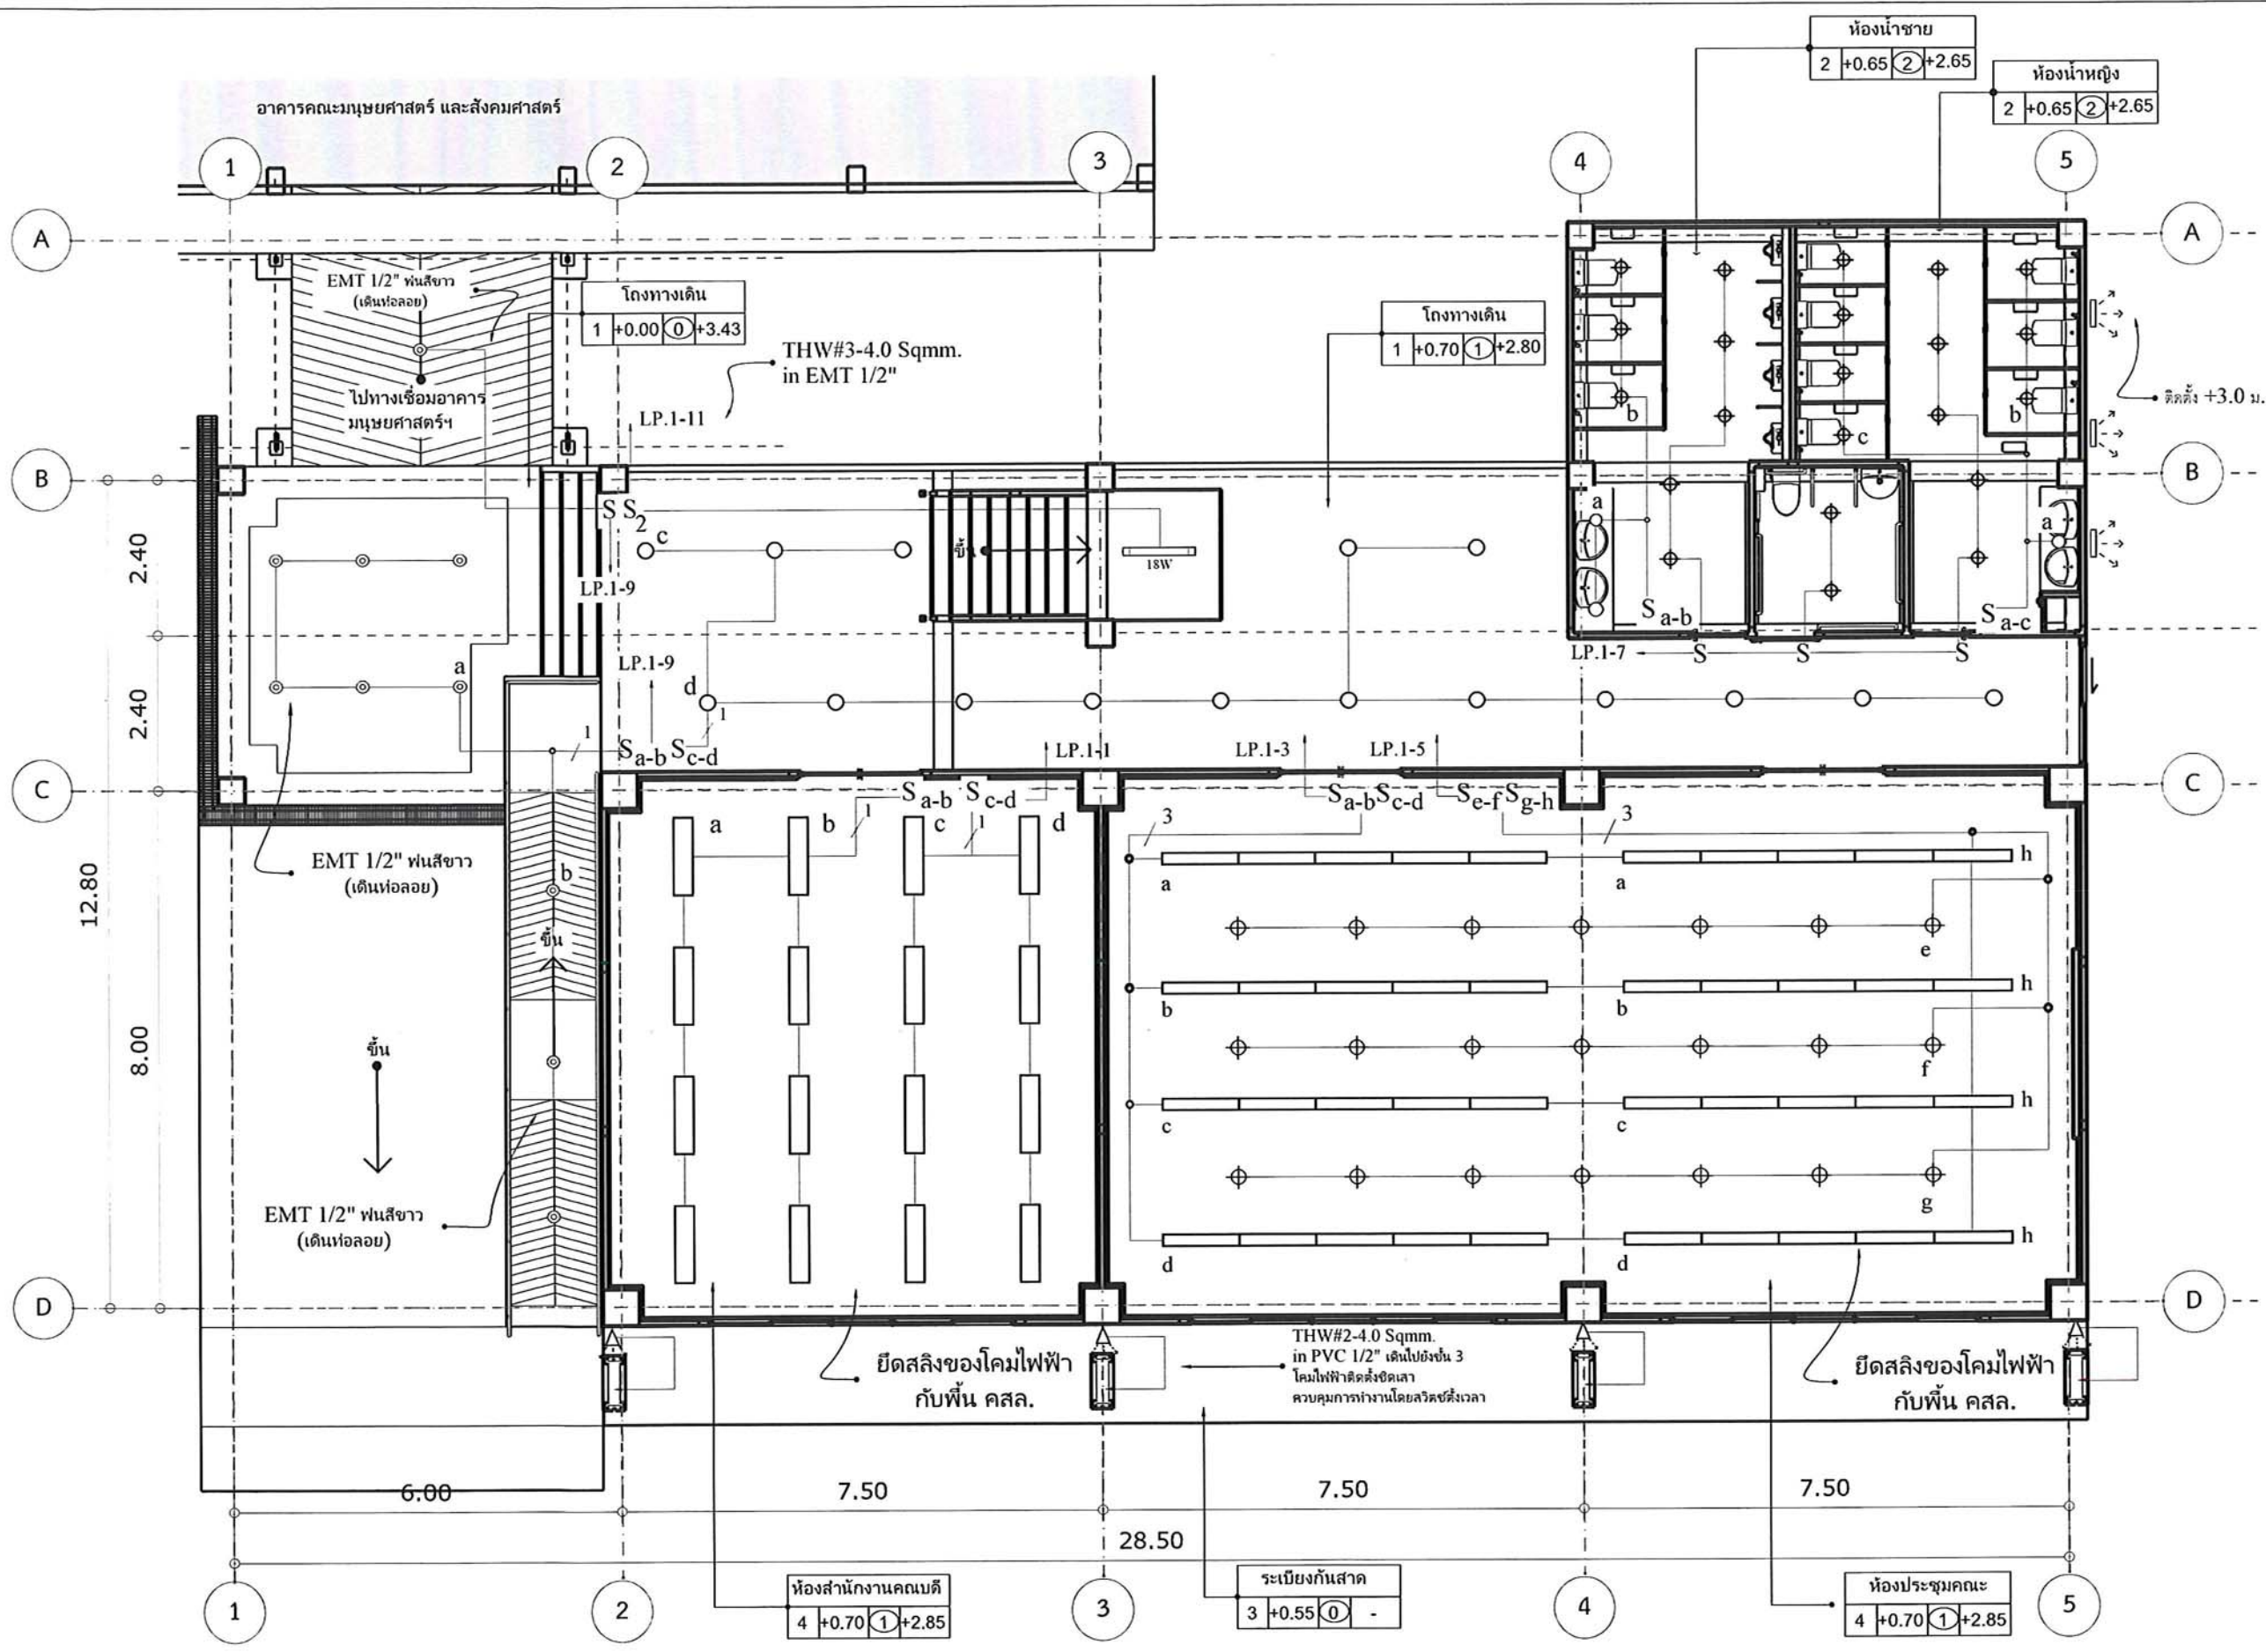 ห้องน้ำชาย
2 +0.65 2 +2.65
ห้องน้ำหญิง
2 +0.65 2 +2.65
อาคารคณะมนุษยศาสตร์ และสังคมศาสตร์
1
2
3
4
5
A
A
EMT 1/2" พ่นสีขาว
(เดินท่อลอย)
โถงทางเดิน
1 +0.00 0 +3.43
โถงทางเดิน
1 +0.70 1 +2.80
THW#3-4.0 Sqmm.
in EMT 1/2"
ไปทางเชื่อมอาคาร
มนุษยศาสตร์ฯ
LP.1-11
ติดตั้ง +3.0 ม.
b
c
b
B
B
S S2
c
ขึ้น
18W
a
a
2.40
LP.1-9
S a-b
S a-c
LP.1-7
S
S
S
LP.1-9
a
d
1
2.40
1
Sa-b Sc-d
LP.1-1
LP.1-3
LP.1-5
C
C
Sa-b
Sc-d
Sa-b Sc-d
Se-f Sg-h
a
b
1
c
1
d
3
3
h
EMT 1/2" พ่นสีขาว
(เดินท่อลอย)
b
a
a
12.80
ขึ้น
e
h
b
b
8.00
ขึ้น
f
h
c
c
EMT 1/2" พ่นสีขาว
(เดินท่อลอย)
g
h
d
d
D
D
ยึดสลิงของโคมไฟฟ้า
กับพื้น คสล.
THW#2-4.0 Sqmm.
in PVC 1/2" เดินไปยังชั้น 3
โคมไฟฟ้าติดตั้งชิดเสา
ควบคุมการทำงานโดยสวิตซ์ตั้งเวลา
ยึดสลิงของโคมไฟฟ้า
กับพื้น คสล.
6.00
7.50
7.50
7.50
28.50
ห้องสำนักงานคณบดี
4 +0.70 1 +2.85
ระเบียงกันสาด
3 +0.55 0 -
ห้องประชุมคณะ
4 +0.70 1 +2.85
1
2
3
4
5